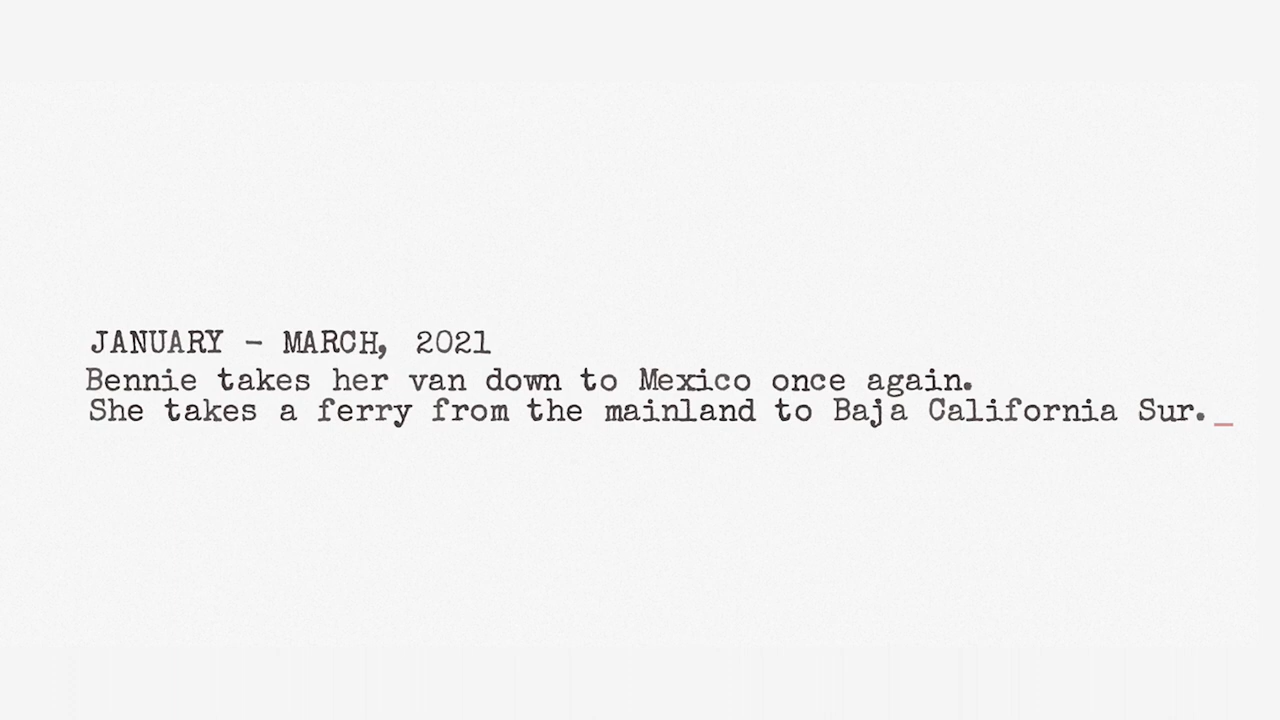 JANUARY - MARCH, 2021
Bennie takes her van down to Mexico once again.
She takes a ferry from the mainland to Baja California Sur._